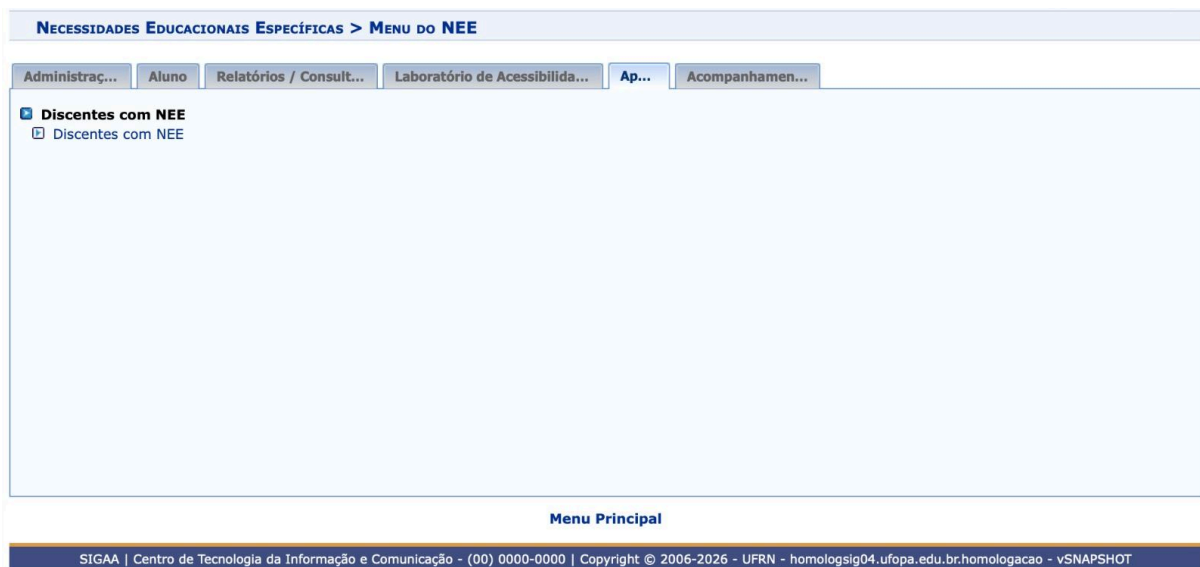 Necessidades Educacionais Específicas > Menu do NEE
Administraç... Aluno Relatórios / Consult... Laboratório de Acessibilida... Ap... Acompanhamen...
Discentes com NEE
Discentes com NEE
Menu Principal
SIGAA | Centro de Tecnologia da Informação e Comunicação - (00) 0000-0000 | Copyright © 2006-2026 - UFRN - homologsig04.ufopa.edu.br.homologacao - vSNAPSHOT